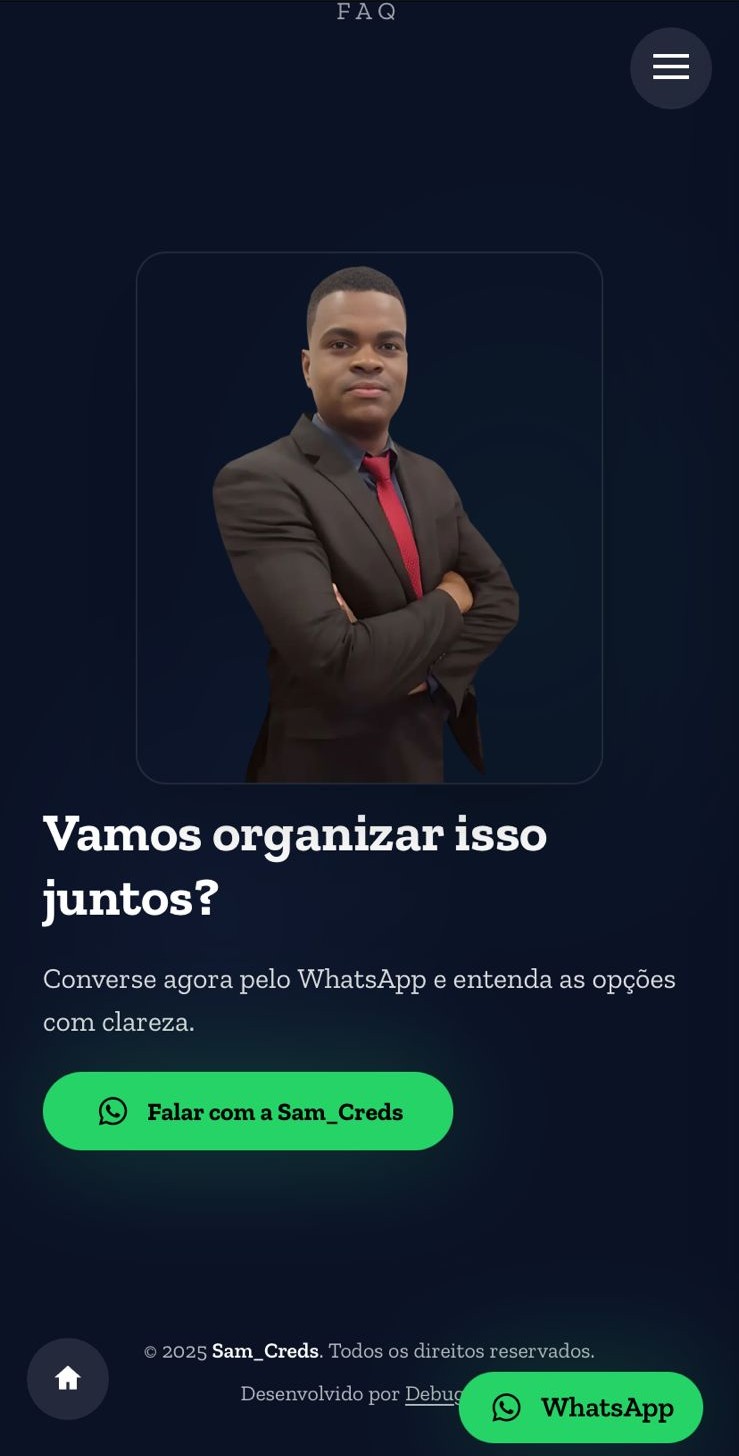 FAQ
Vamos organizar isso
juntos?
Converse agora pelo WhatsApp e entenda as opções
com clareza.
Falar com a Sam_Creds
© 2025 Sam_Creds. Todos os direitos reservados.
Desenvolvido por
WhatsApp